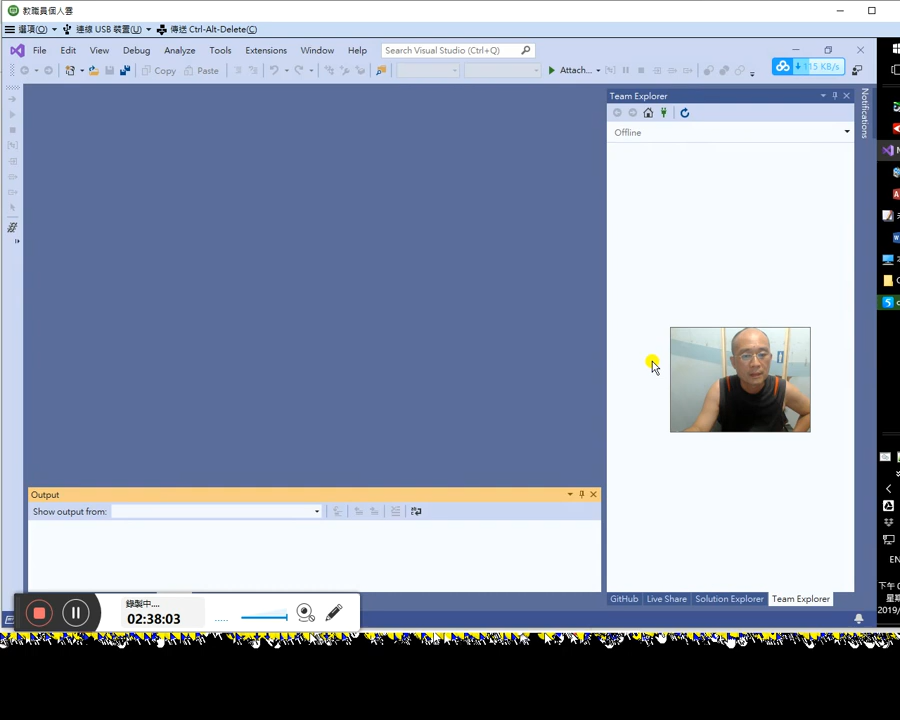 教職員個人雲
選項(O) 連線 USB 裝置(U) 傳送 Ctrl-Alt-Delete(C)
File Edit View Debug Analyze Tools Extensions Window Help Search Visual Studio (Ctrl+Q)
Copy Paste Attach...
115 KB/s
Team Explorer
Notifications
Offline
Output
Show output from:
GitHub Live Share Solution Explorer Team Explorer
錄製中....
02:38:03
EN
下午
2019/